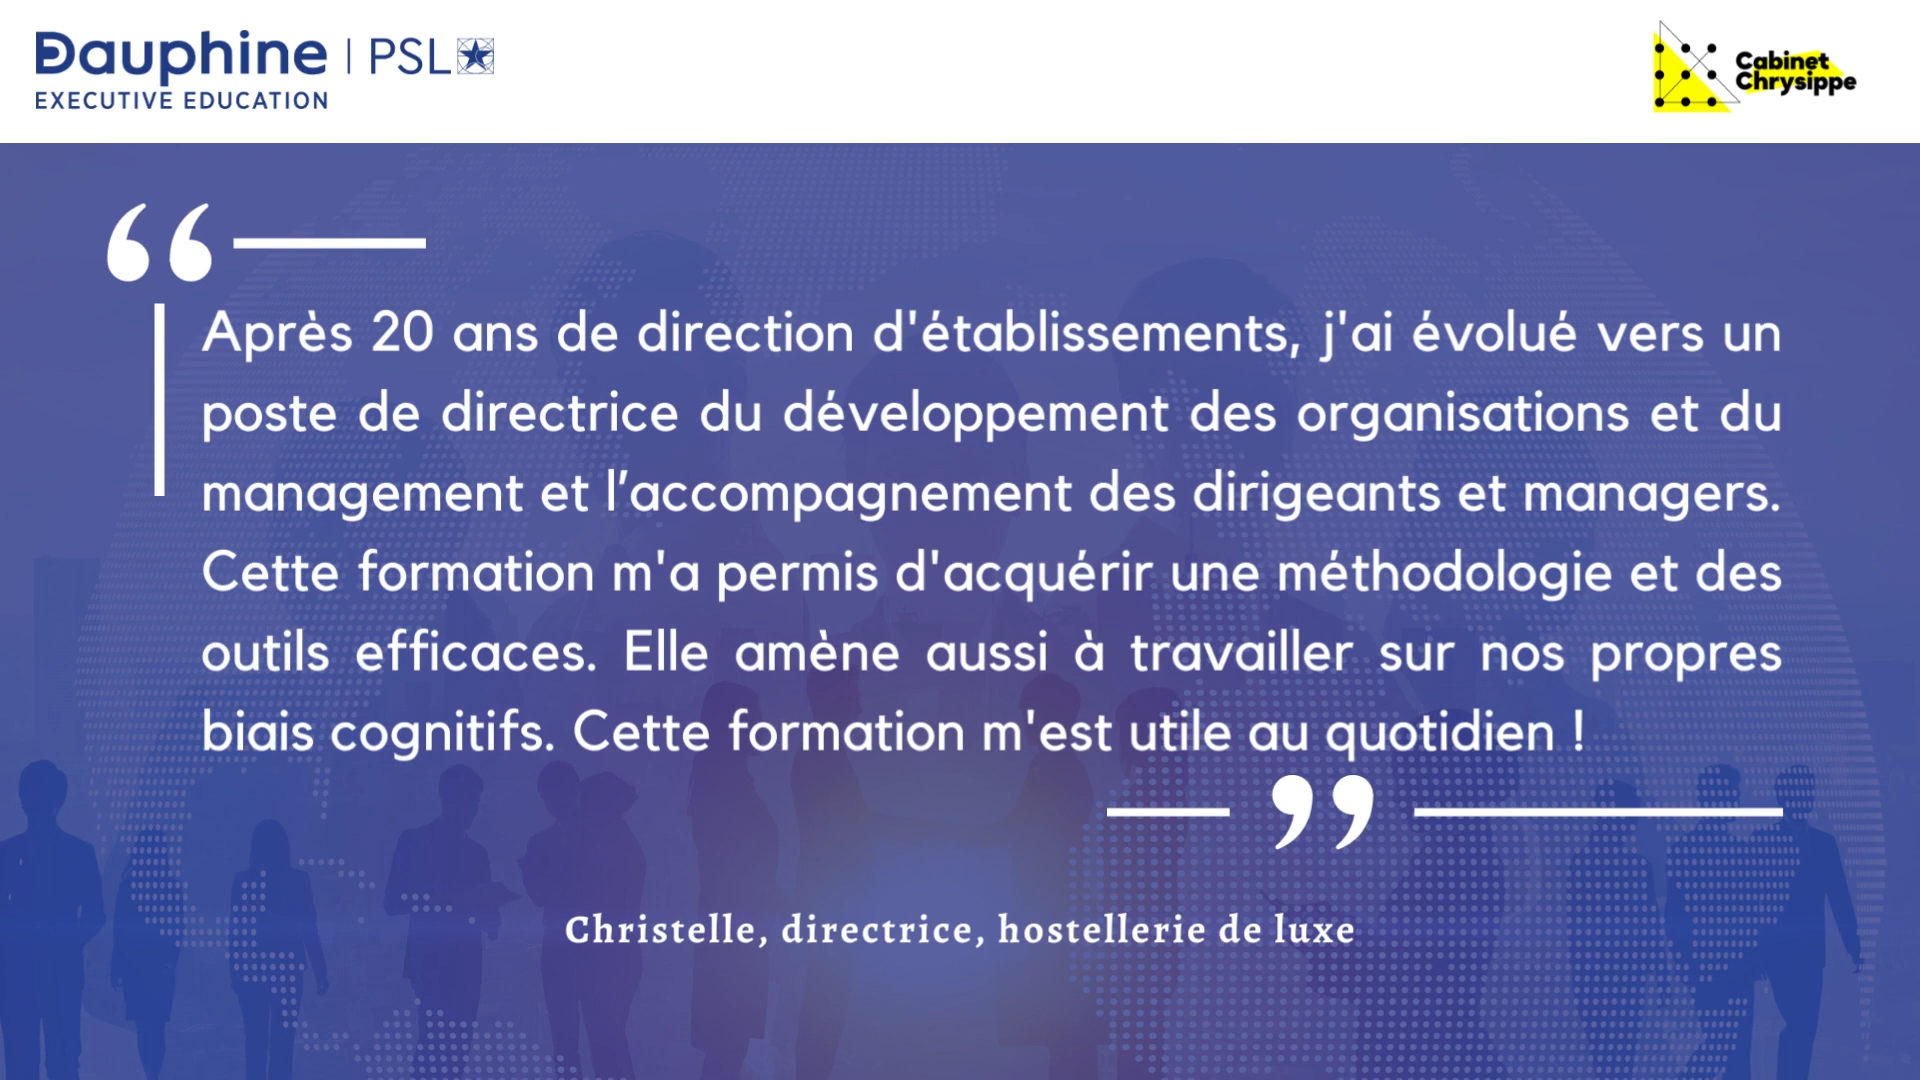 Dauphine | PSL
EXECUTIVE EDUCATION
Cabinet
Chrysippe
“
Après 20 ans de direction d'établissements, j'ai évolué vers un
poste de directrice du développement des organisations et du
management et l’accompagnement des dirigeants et managers.
Cette formation m'a permis d'acquérir une méthodologie et des
outils efficaces. Elle amène aussi à travailler sur nos propres
biais cognitifs. Cette formation m'est utile au quotidien !
”
Christelle, directrice, hostellerie de luxe